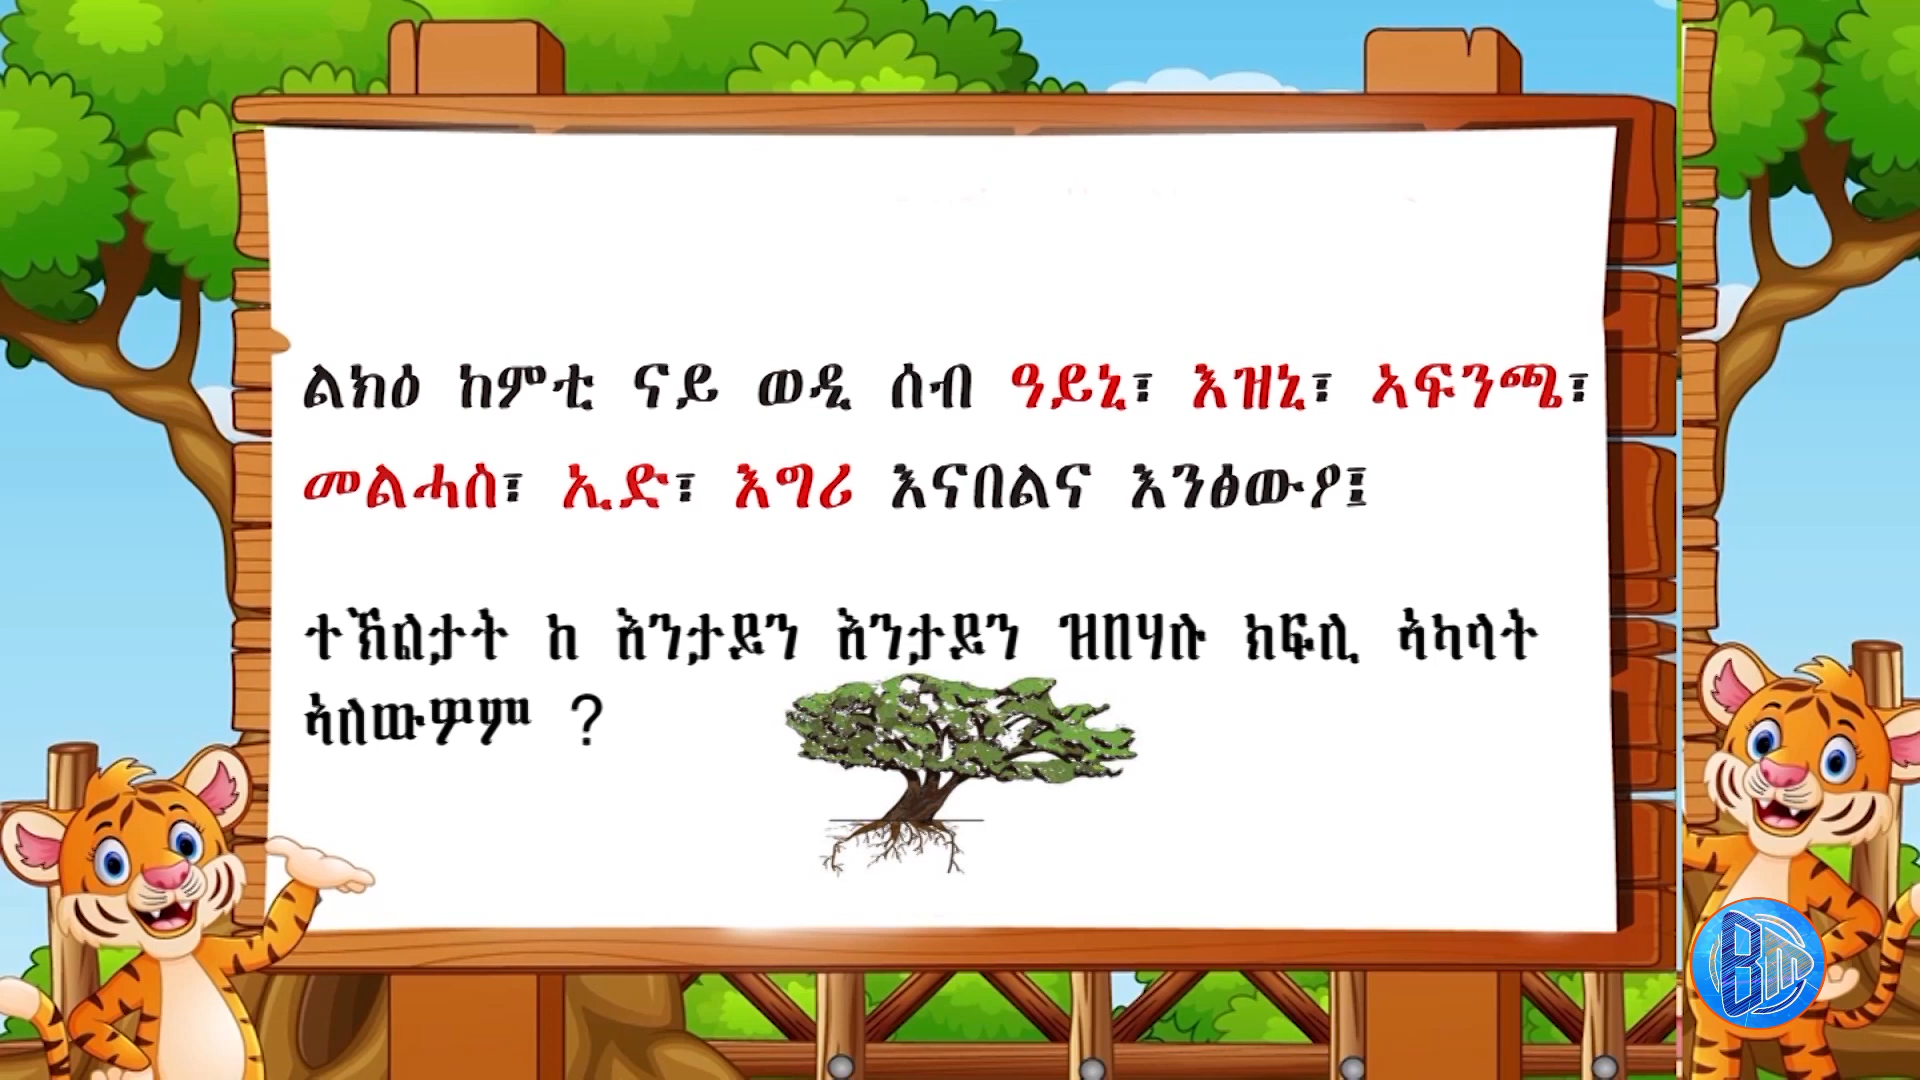 ልክዕ ከምቲ ናይ ወዲ ሰብ ዓይኒ፣ እዝኒ፣ ኣፍንጫ፣
መልሓስ፣ ኢድ፣ እግሪ እናበልና እንፅውዖ፤
ተኽልታት ከ እንታይን እንታይን ዝበሃሉ ክፍሊ ኣካላት
ኣለውዎም ?
BM